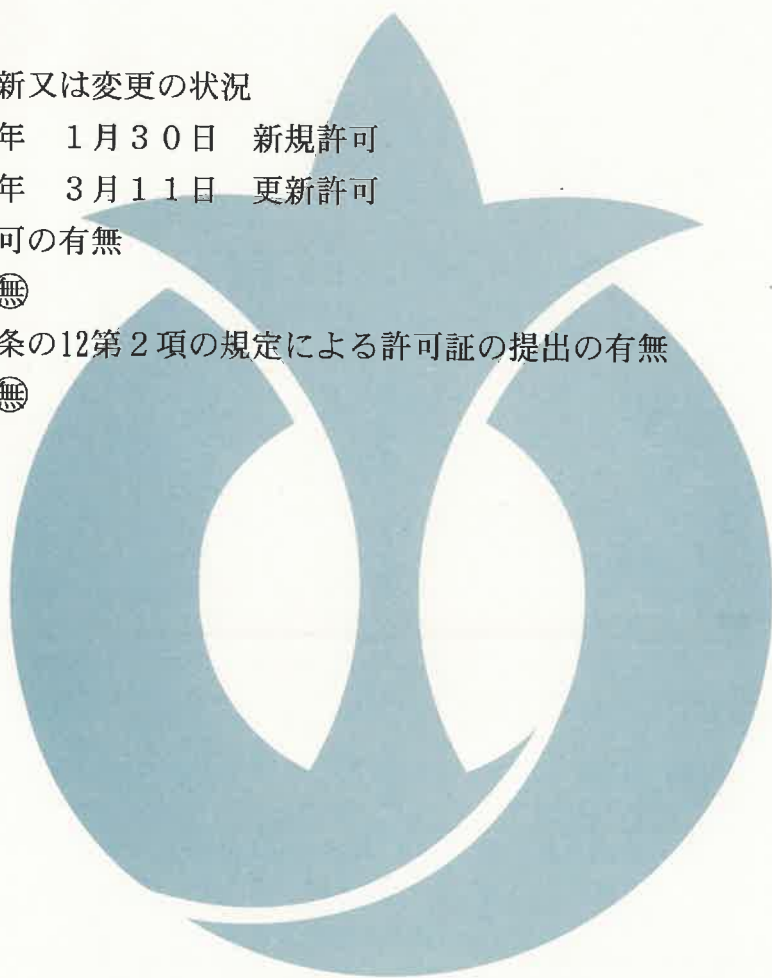 新又は変更の状況
年　１月３０日　新規許可
年　３月１１日　更新許可
可の有無
㊒無
条の12第２項の規定による許可証の提出の有無
無